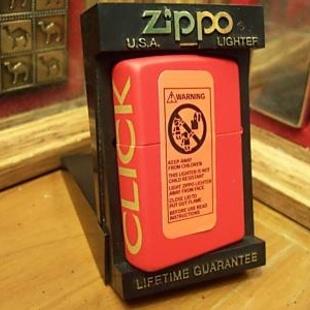 zippo
U.S.A. LIGHTER
CLICK
WARNING
KEEP AWAY
FROM CHILDREN
THIS LIGHTER IS NOT
CHILD RESISTANT
LIGHT ZIPPO LIGHTER
AWAY FROM FACE
CLOSE LID TO
PUT OUT FLAME
BEFORE USE READ
INSTRUCTIONS
LIFETIME GUARANTEE